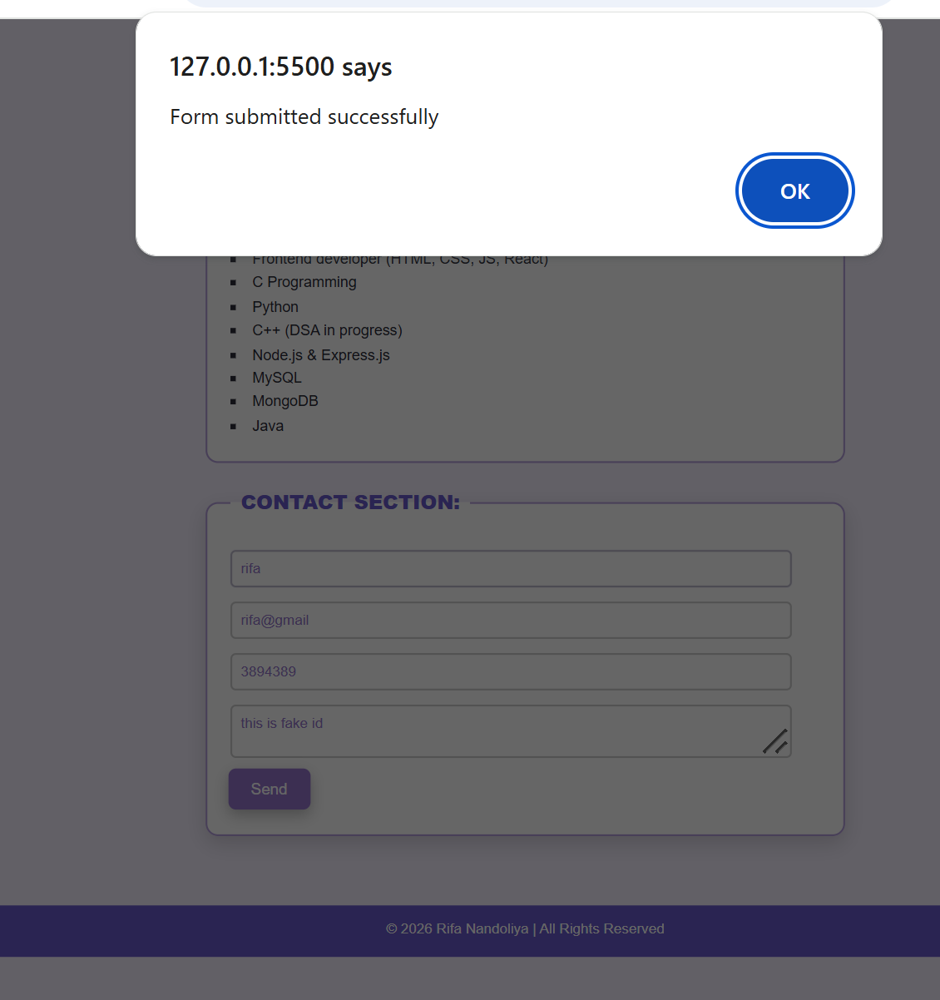 127.0.0.1:5500 says
Form submitted successfully
OK
Frontend developer (HTML, CSS, JS, React)
C Programming
Python
C++ (DSA in progress)
Node.js & Express.js
MySQL
MongoDB
Java
CONTACT SECTION:
rifa
rifa@gmail
3894389
this is fake id
Send
© 2026 Rifa Nandoliya | All Rights Reserved